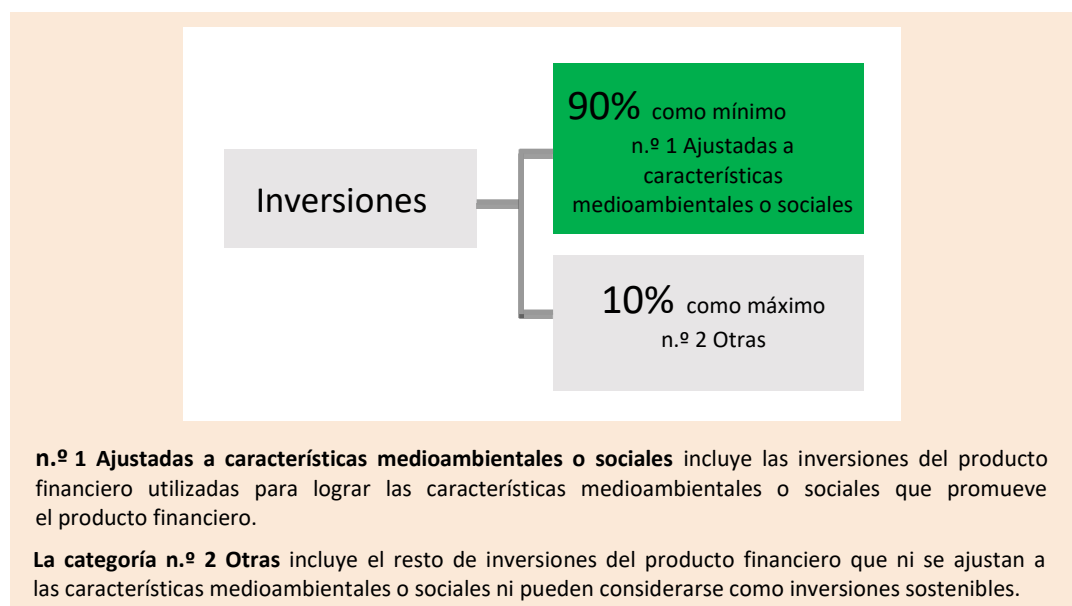 Inversiones
90% como mínimo
n.º 1 Ajustadas a
características
medioambientales o sociales
10% como máximo
n.º 2 Otras
n.º 1 Ajustadas a características medioambientales o sociales incluye las inversiones del producto
financiero utilizadas para lograr las características medioambientales o sociales que promueve
el producto financiero.
La categoría n.º 2 Otras incluye el resto de inversiones del producto financiero que ni se ajustan a
las características medioambientales o sociales ni pueden considerarse como inversiones sostenibles.